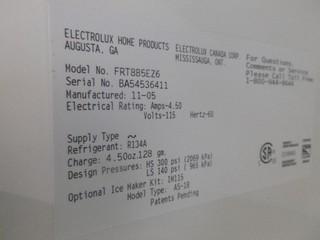 ELECTROLUX HOME PRODUCTS
AUGUSTA, GA
ELECTROLUX CANADA CORP.
MISSISSAUGA, ONT.
For Questions,
Comments or Service
Please Call Toll Free
Model No. FRT8B5EZ6
Serial No. BA54536411
Manufactured: 11-05
Electrical Rating: Amps-4.50
Volts-115 Hertz-60
Supply Type ~
Refrigerant: R134A
Charge: 4.50oz.128 gm.
Design Pressures: HS 300 psi (2069 kPa)
LS 140 psi ( 965 kPa)
Optional Ice Maker Kit: IM115
Model Type: AS-18
Patents Pending